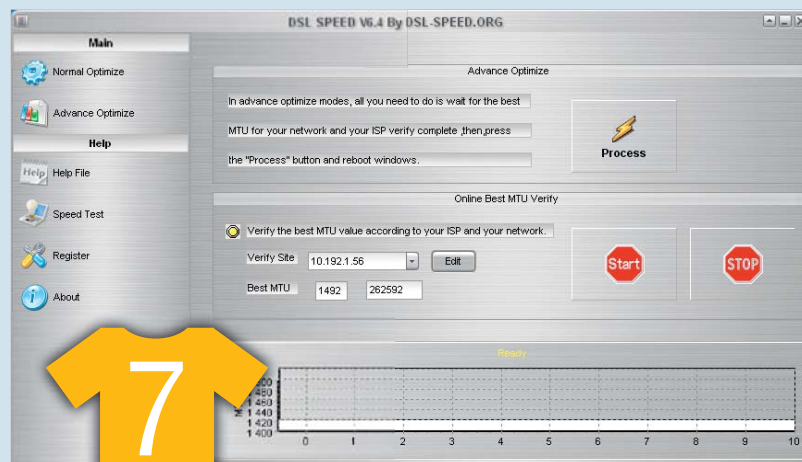 DSL SPEED V6.4 By DSL-SPEED.ORG
Main
Normal Optimize
Advance Optimize
Help
Help
Help File
Speed Test
Register
About
Advance Optimize
In advance optimize modes, all you need to do is wait for the best
MTU for your network and your ISP verify complete ,then,press
the "Process" button and reboot windows.
Process
Online Best MTU Verify
Verify the best MTU value according to your ISP and your network.
Verify Site 10.192.1.56 Edit
Best MTU 1492 262592
Start
STOP
Ready
1 480
1 460
1 440
1 420
1 400
0 1 2 3 4 5 6 7 8 9 10
7